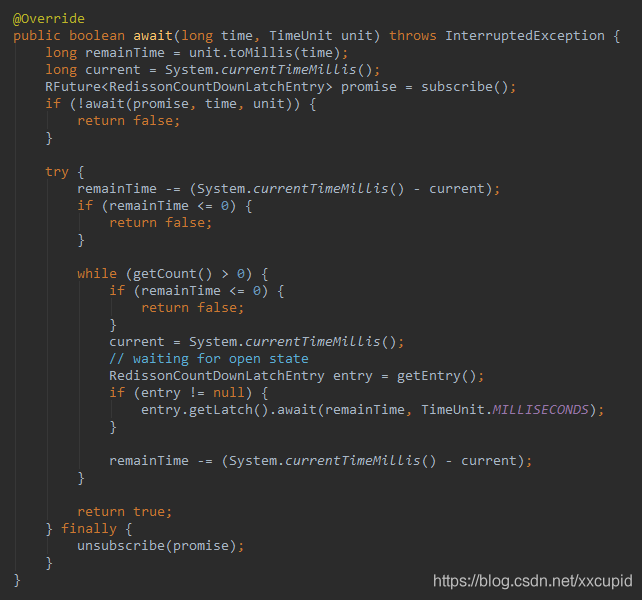 @Override
public boolean await(long time, TimeUnit unit) throws InterruptedException {
    long remainTime = unit.toMillis(time);
    long current = System.currentTimeMillis();
    RFuture<RedissonCountDownLatchEntry> promise = subscribe();
    if (!await(promise, time, unit)) {
        return false;
    }

    try {
        remainTime -= (System.currentTimeMillis() - current);
        if (remainTime <= 0) {
            return false;
        }

        while (getCount() > 0) {
            if (remainTime <= 0) {
                return false;
            }
            current = System.currentTimeMillis();
            // waiting for open state
            RedissonCountDownLatchEntry entry = getEntry();
            if (entry != null) {
                entry.getLatch().await(remainTime, TimeUnit.MILLISECONDS);
            }

            remainTime -= (System.currentTimeMillis() - current);
        }

        return true;
    } finally {
        unsubscribe(promise);
    }
}
https://blog.csdn.net/xxcupid